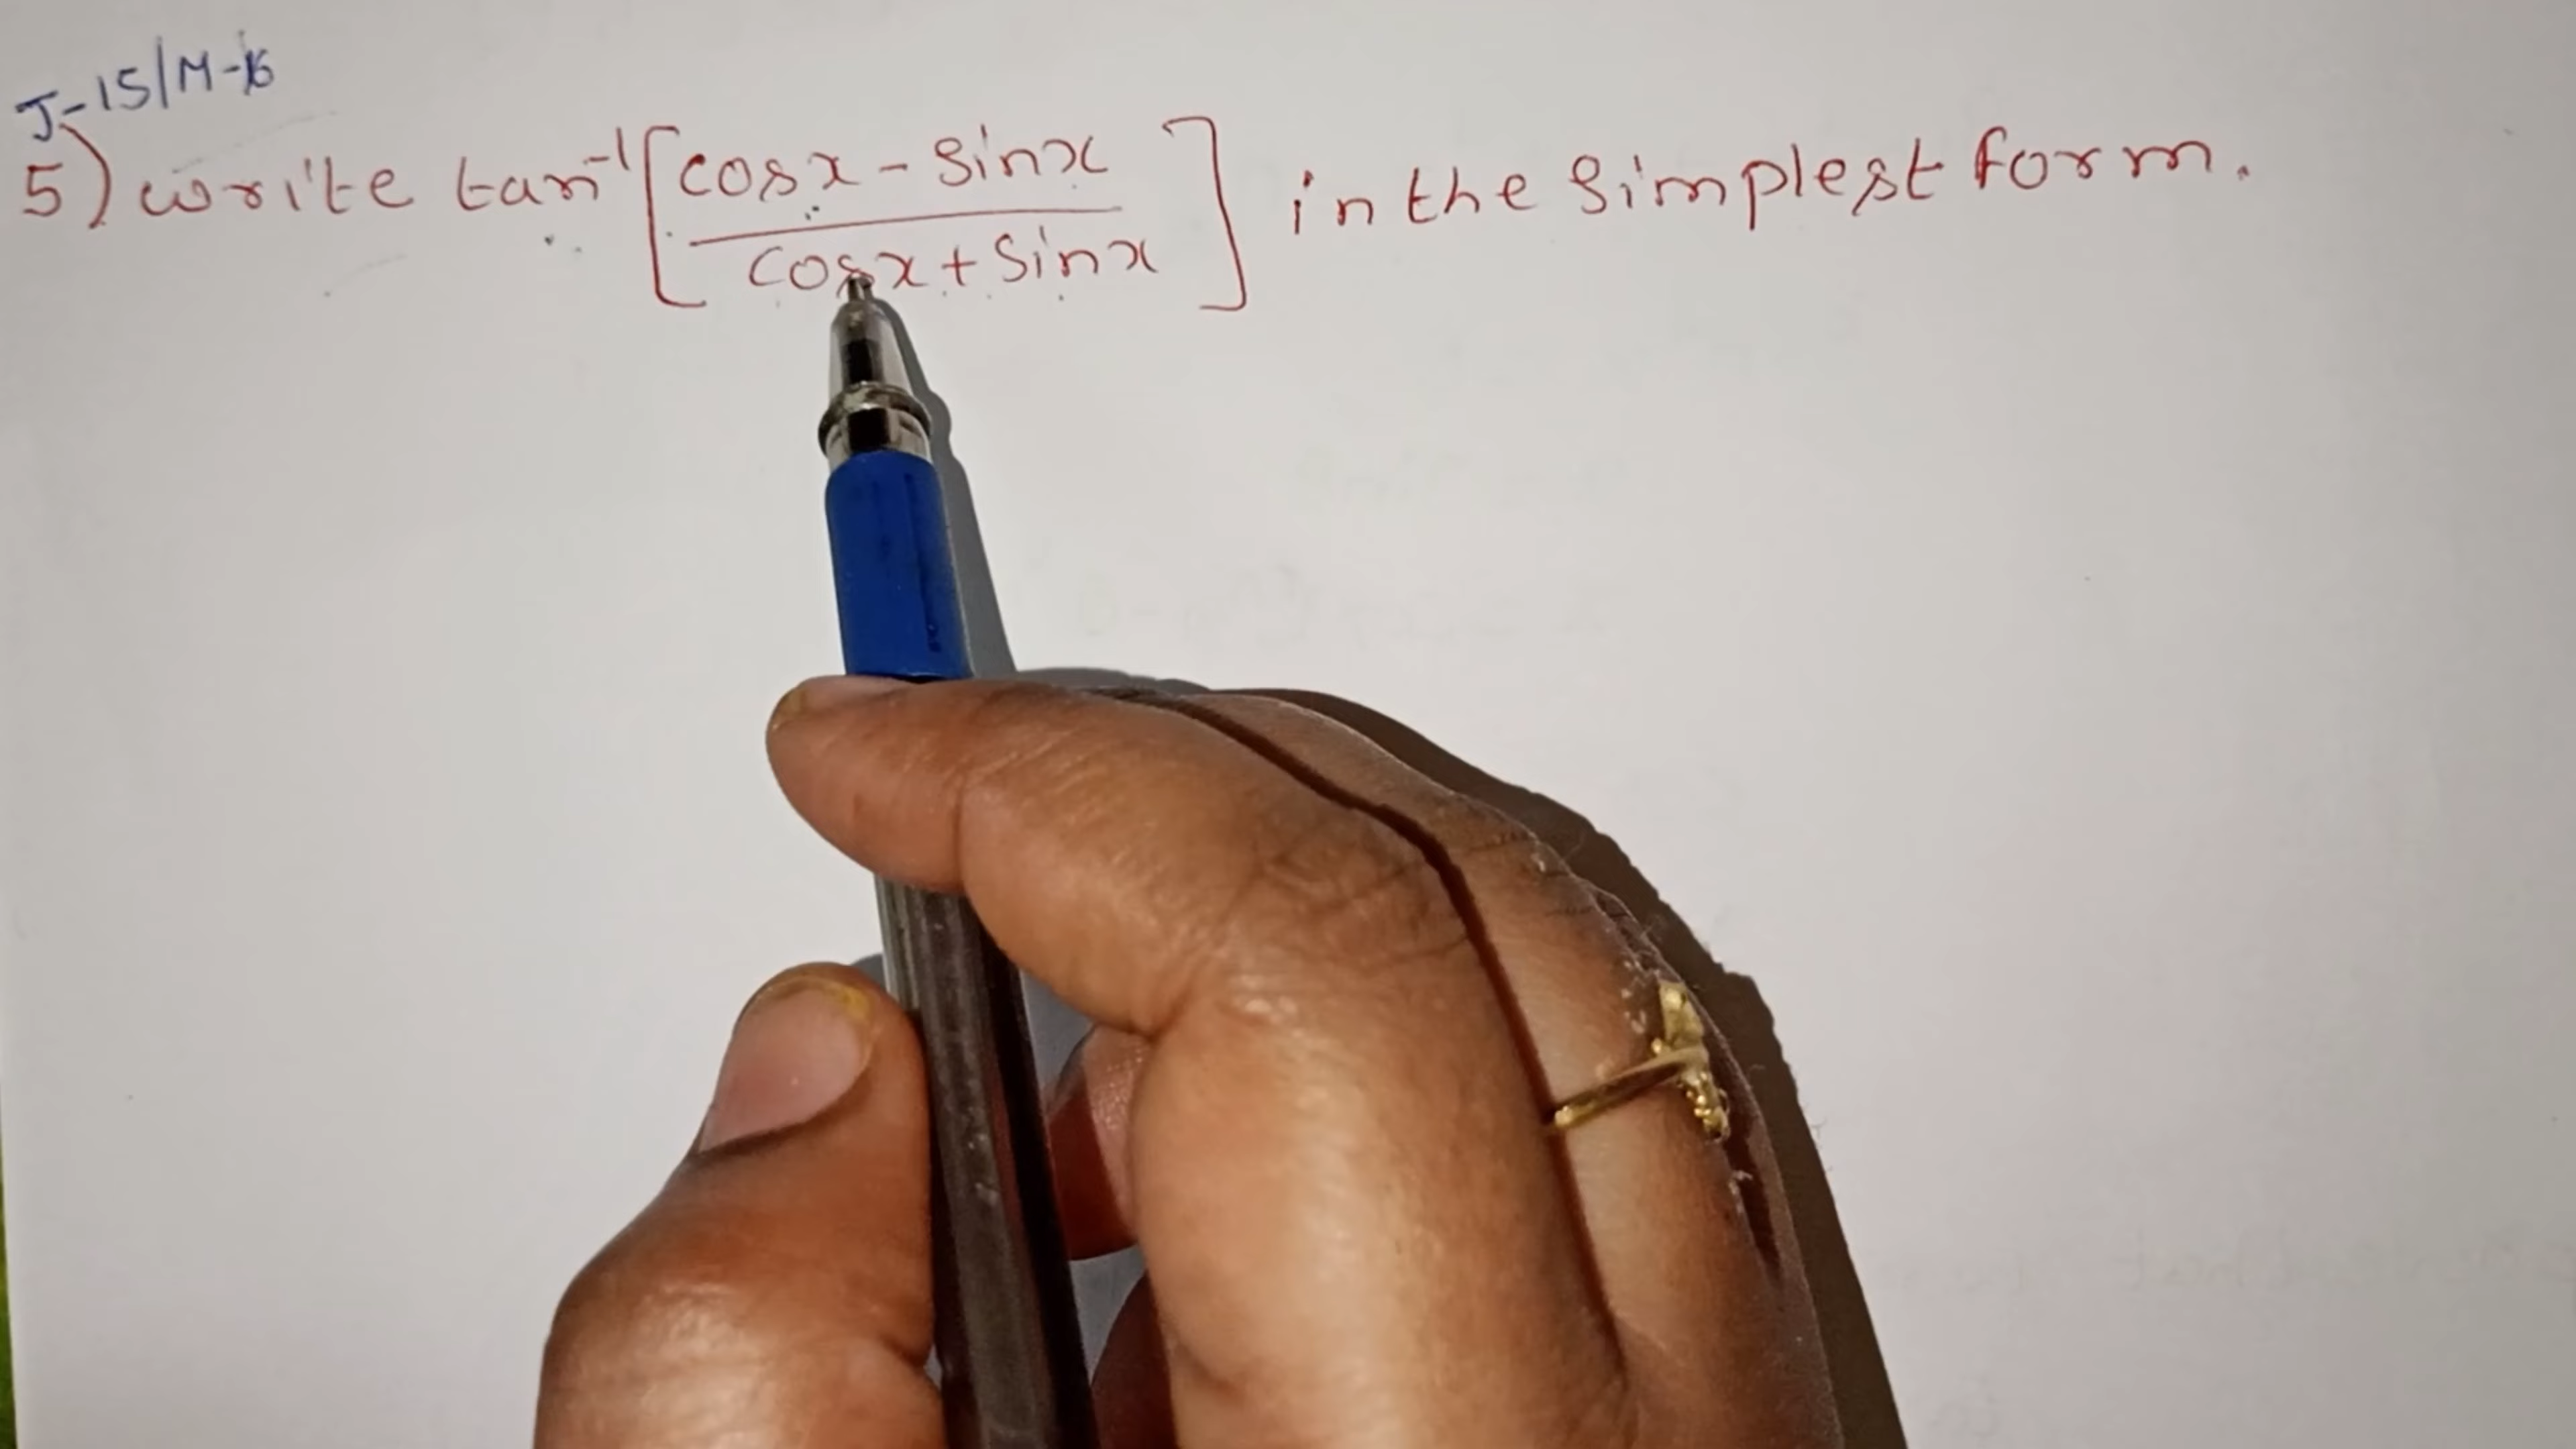 J-15/M-16
5) write tan⁻¹[cosx - sinx / cosx + sinx] in the simplest form.